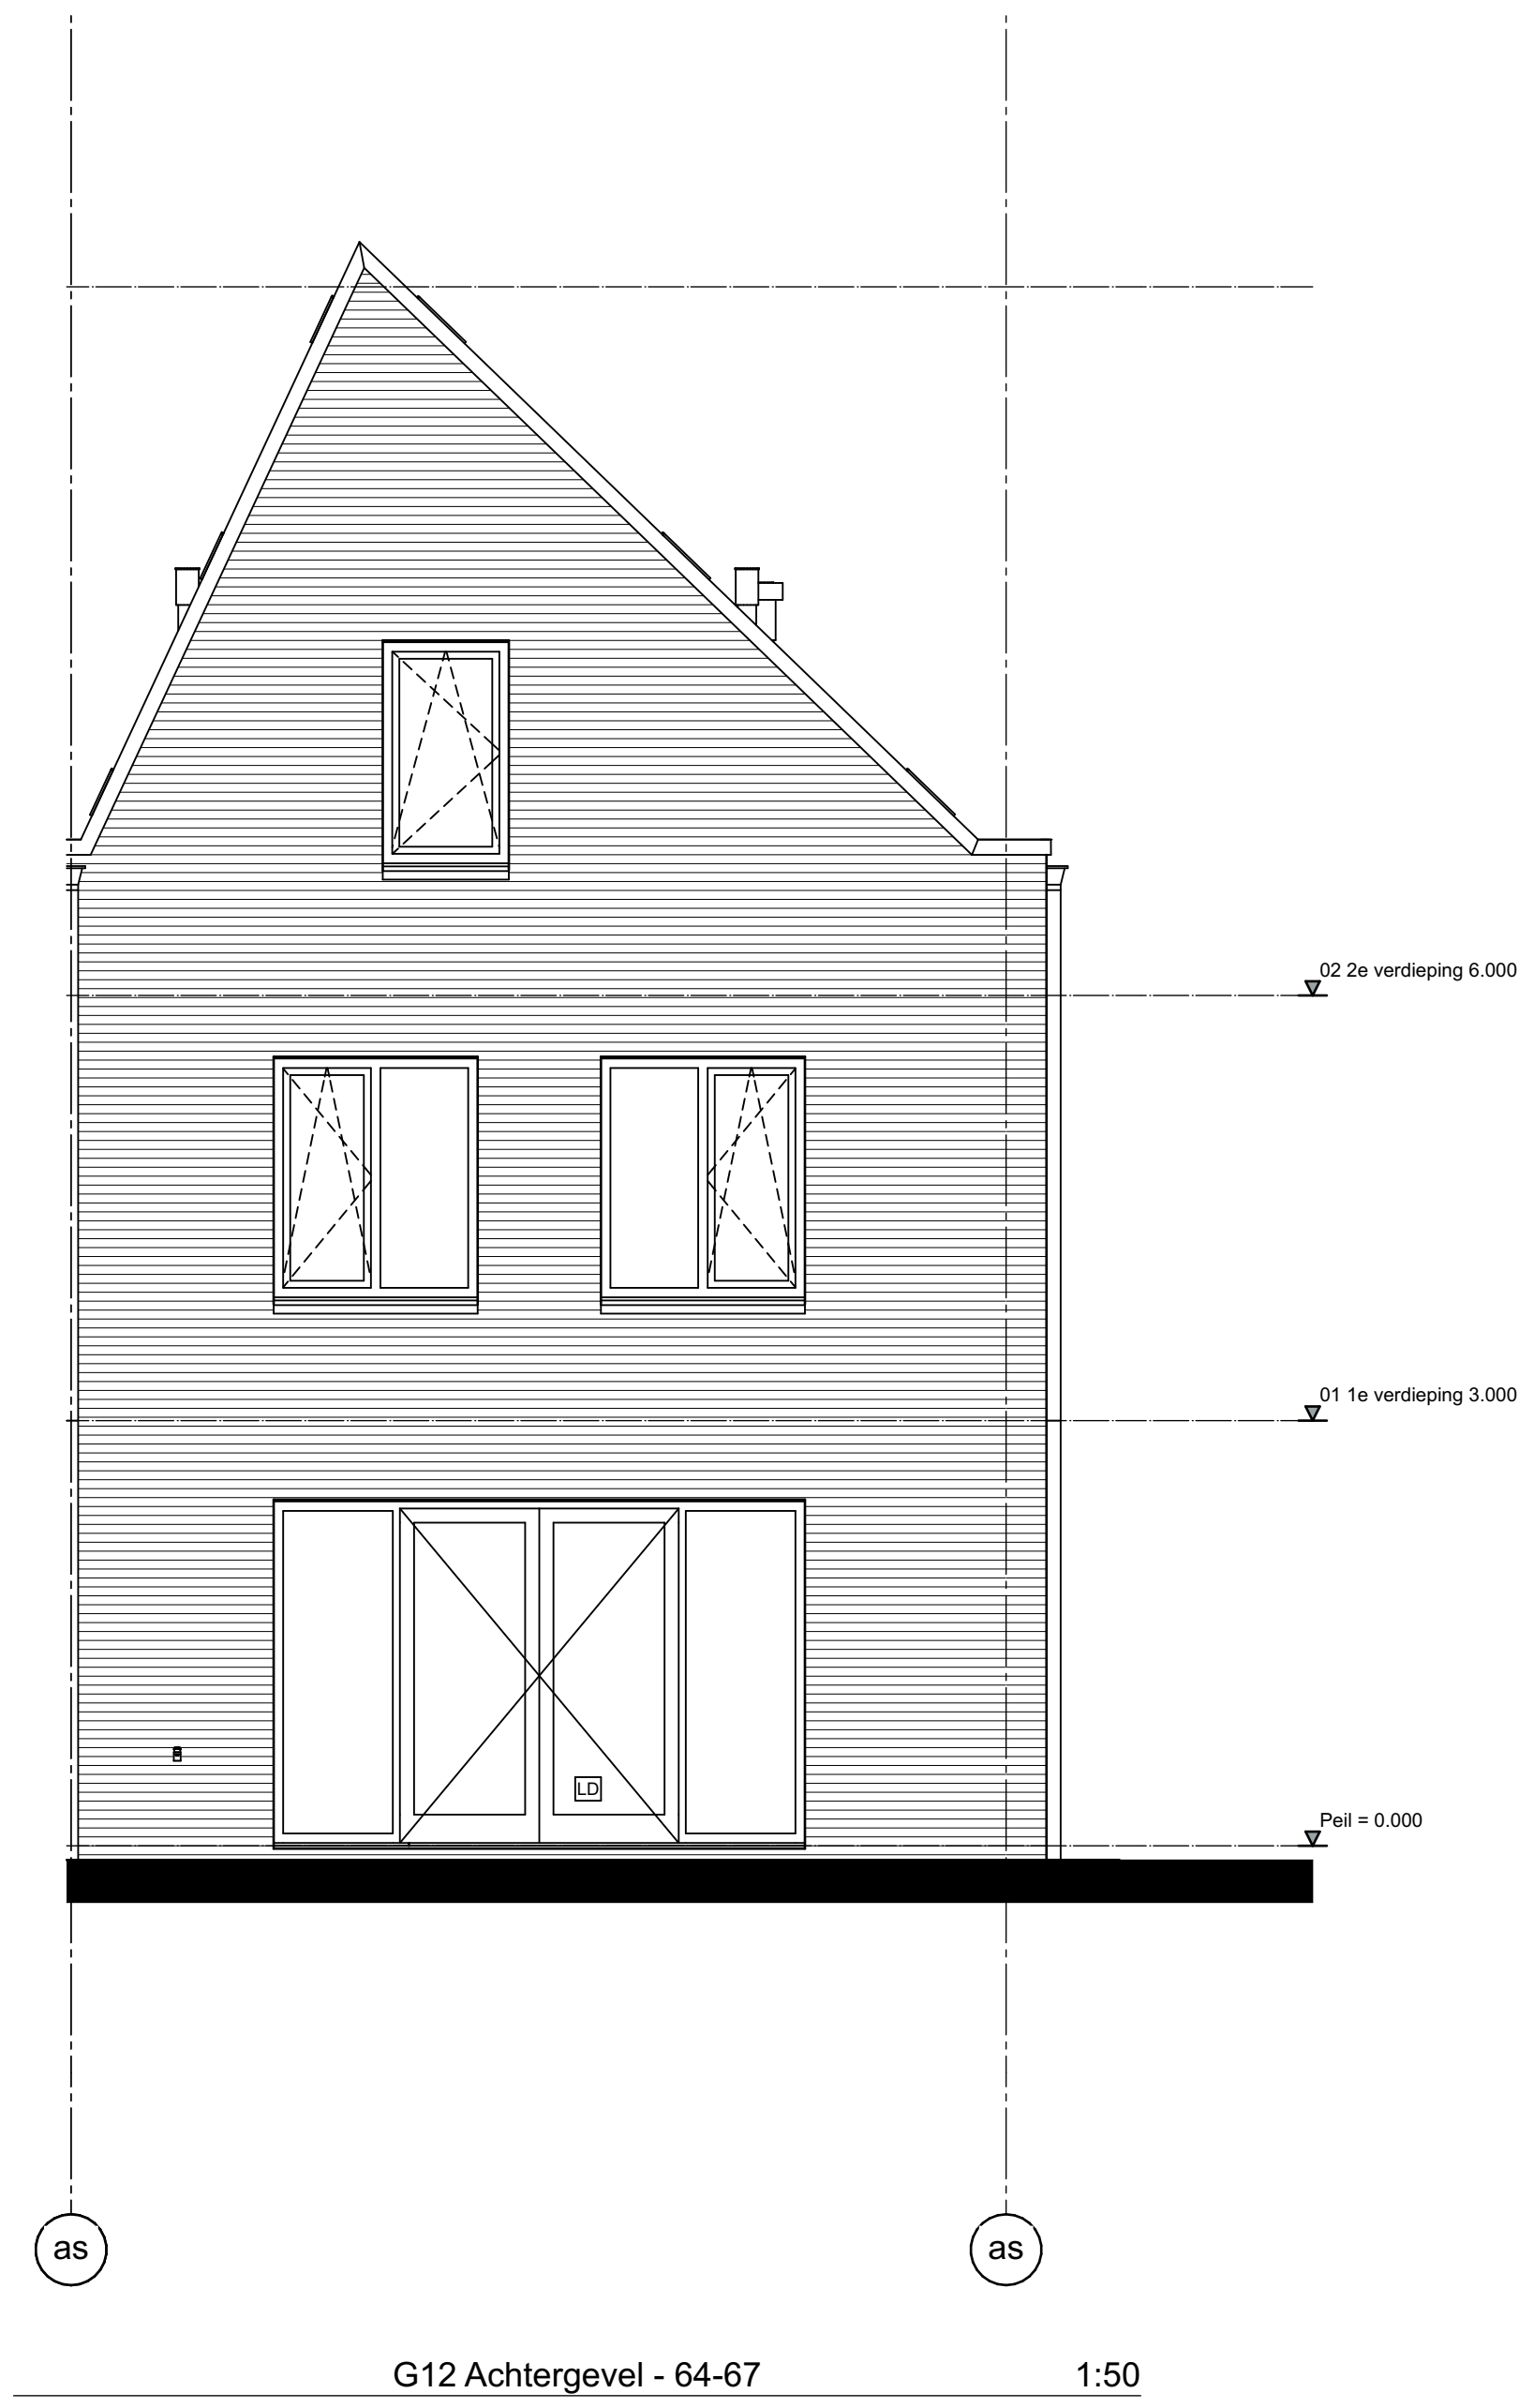 02 2e verdieping 6.000
01 1e verdieping 3.000
LD
Peil = 0.000
as as
G12 Achtergevel - 64-67 1:50